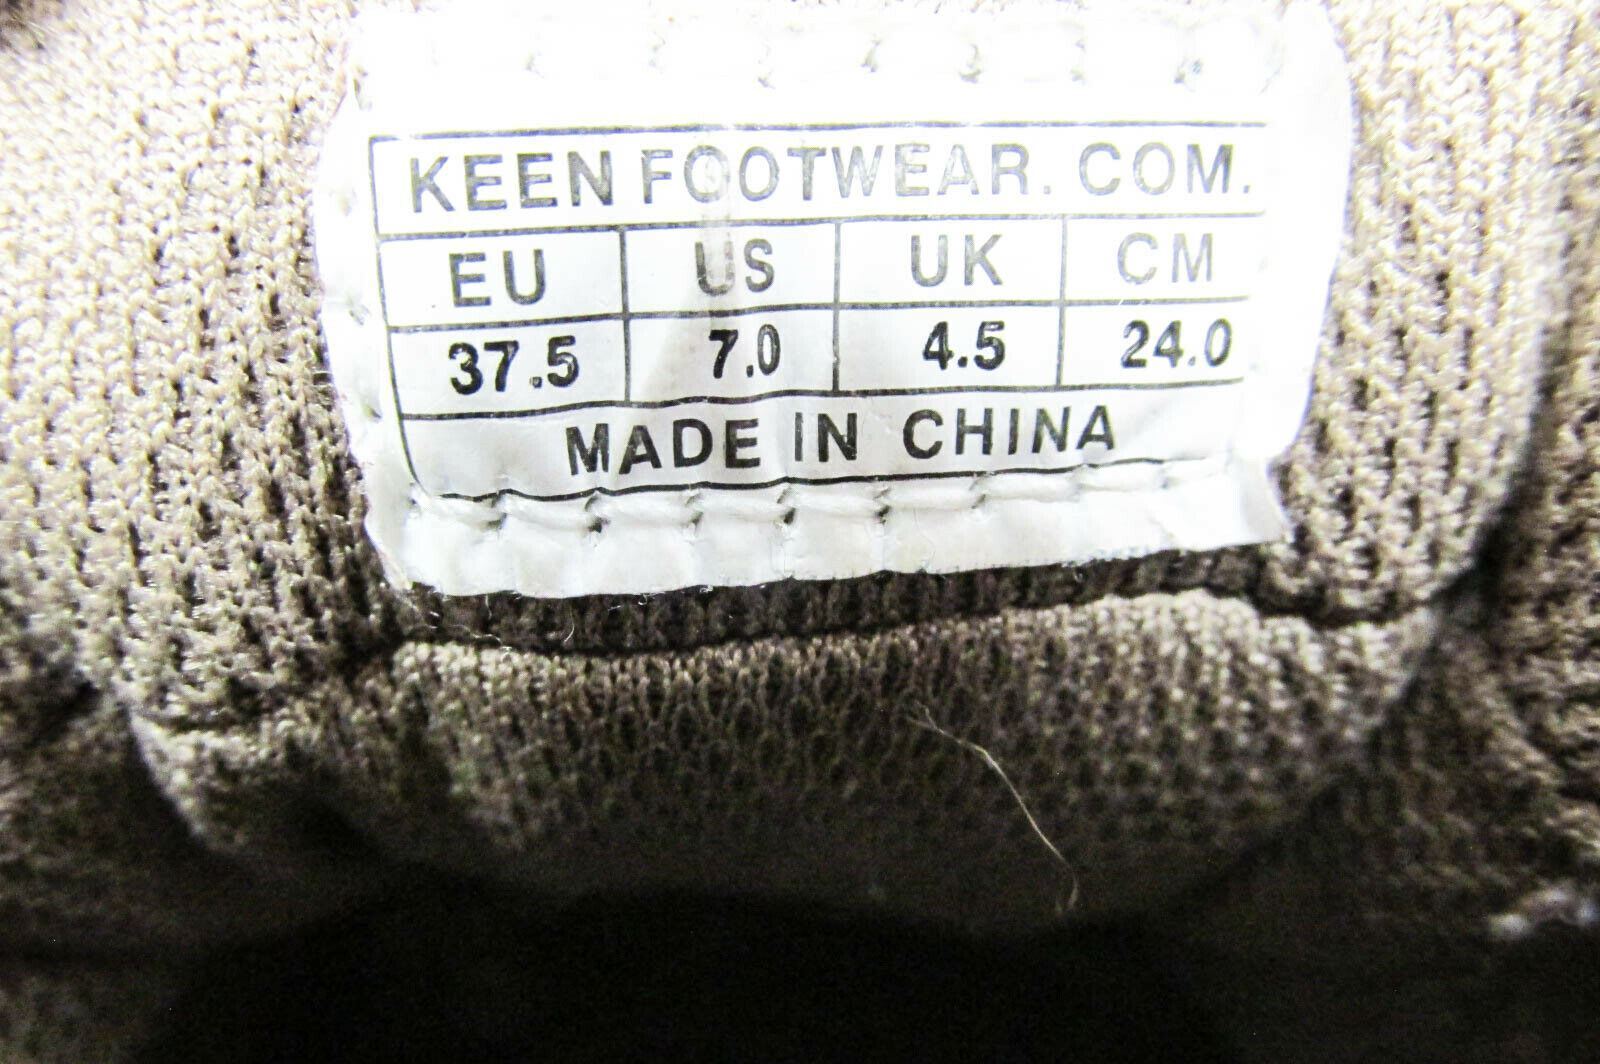 KEEN FOOTWEAR. COM.
EU US UK CM
37.5 7.0 4.5 24.0
MADE IN CHINA